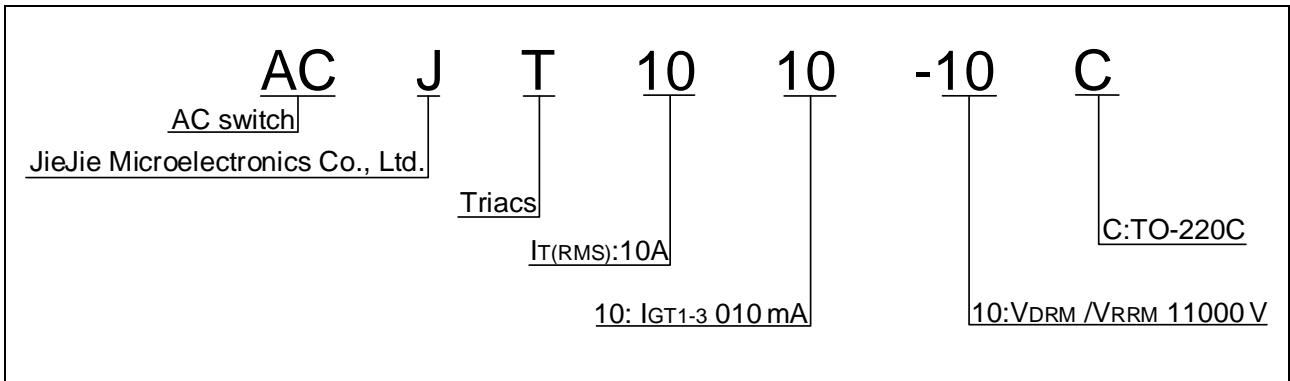 AC J T 10 10 -10 C
AC switch
JieJie Microelectronics Co., Ltd.
Triacs
C:TO-220C
IT(RMS):10A
10: IGT1-3 010 mA
10:VDRM /VRRM 11000 V